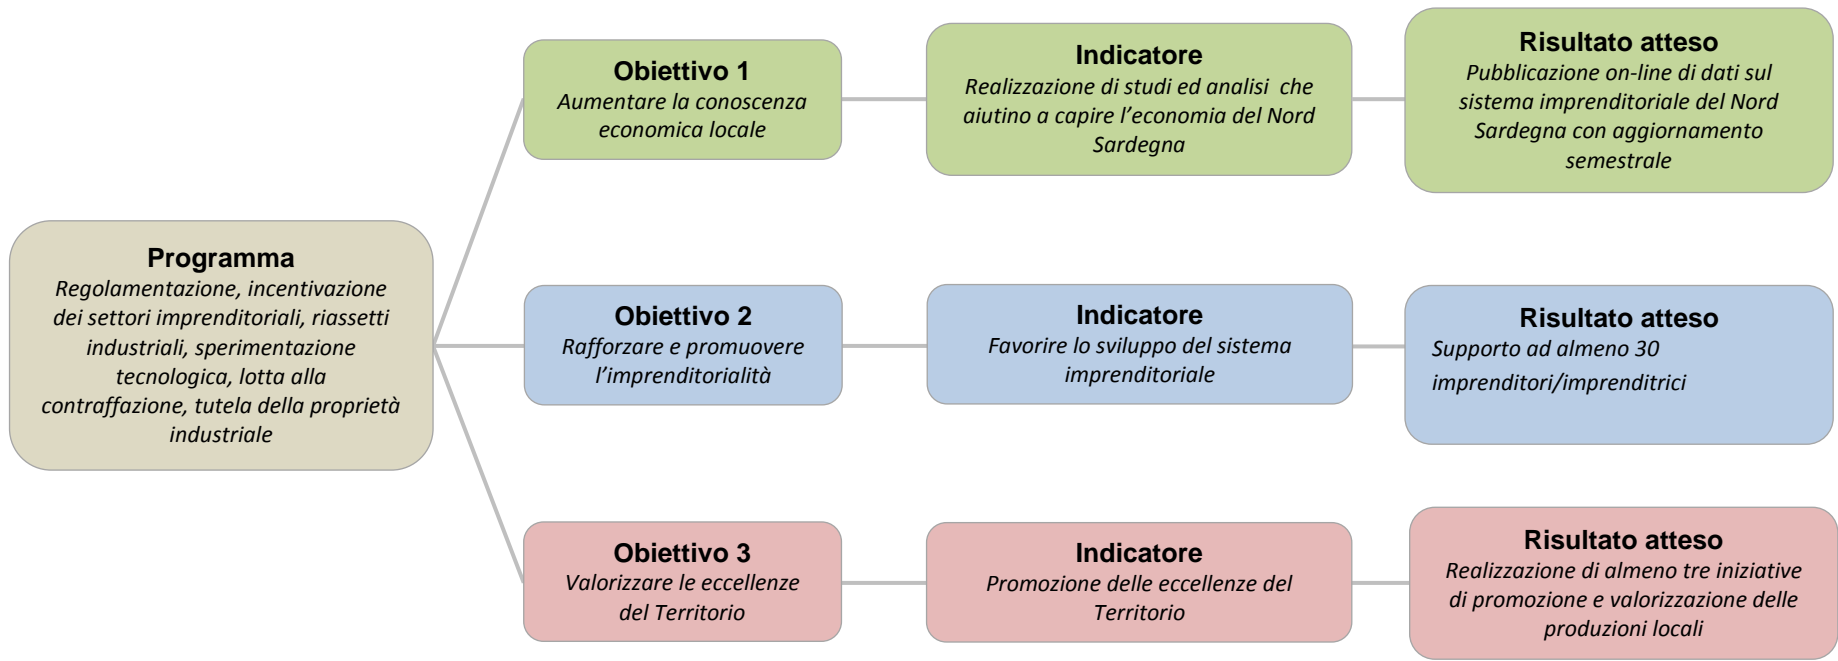 Programma
Regolamentazione, incentivazione
dei settori imprenditoriali, riassetti
industriali, sperimentazione
tecnologica, lotta alla
contraffazione, tutela della proprietà
industriale
Obiettivo 1
Aumentare la conoscenza
economica locale
Indicatore
Realizzazione di studi ed analisi  che
aiutino a capire l’economia del Nord
Sardegna
Risultato atteso
Pubblicazione on-line di dati sul
sistema imprenditoriale del Nord
Sardegna con aggiornamento
semestrale
Obiettivo 2
Rafforzare e promuovere
l’imprenditorialità
Indicatore
Favorire lo sviluppo del sistema
imprenditoriale
Risultato atteso
Supporto ad almeno 30
imprenditori/imprenditrici
Obiettivo 3
Valorizzare le eccellenze
del Territorio
Indicatore
Promozione delle eccellenze del
Territorio
Risultato atteso
Realizzazione di almeno tre iniziative
di promozione e valorizzazione delle
produzioni locali